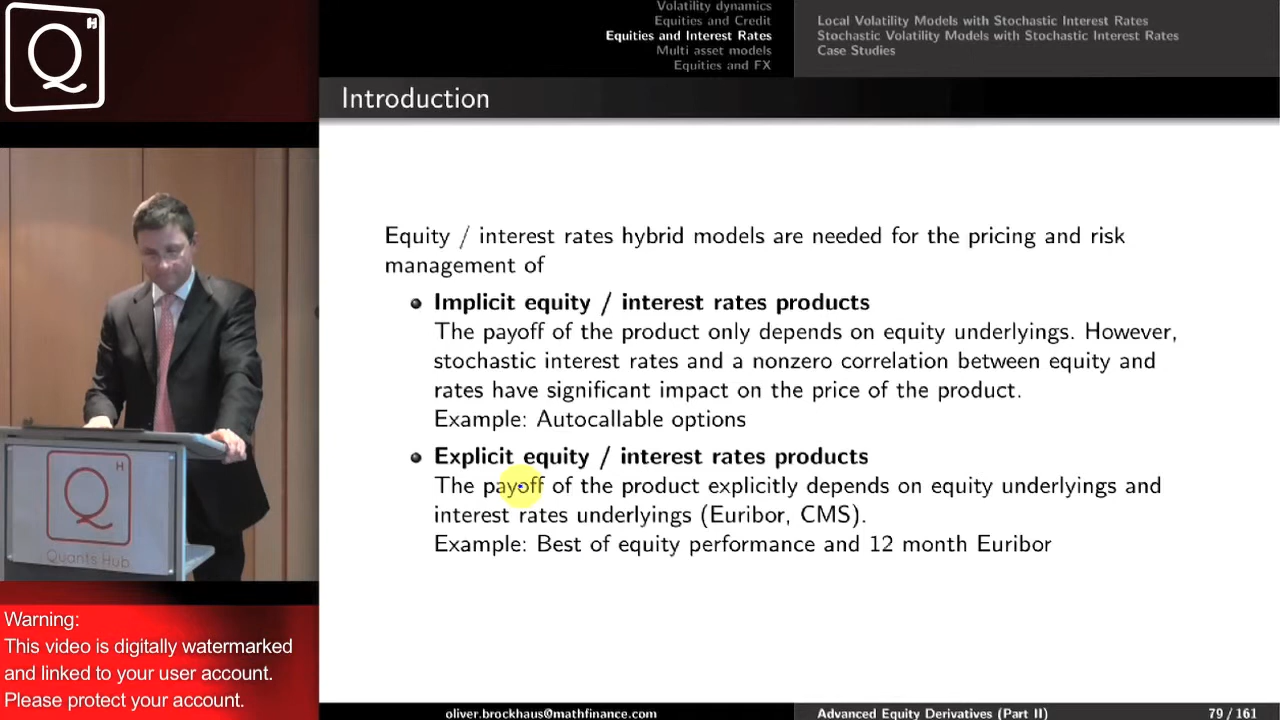 Q
H
Volatility dynamics
Equities and Credit
Equities and Interest Rates
Multi asset models
Equities and FX
Local Volatility Models with Stochastic Interest Rates
Stochastic Volatility Models with Stochastic Interest Rates
Case Studies
Introduction
Equity / interest rates hybrid models are needed for the pricing and risk
management of
Implicit equity / interest rates products
The payoff of the product only depends on equity underlyings. However,
stochastic interest rates and a nonzero correlation between equity and
rates have significant impact on the price of the product.
Example: Autocallable options
Explicit equity / interest rates products
The payoff of the product explicitly depends on equity underlyings and
interest rates underlyings (Euribor, CMS).
Example: Best of equity performance and 12 month Euribor
Q
H
Quants Hub
Warning:
This video is digitally watermarked
and linked to your user account.
Please protect your account.
oliver.brockhaus@mathfinance.com
Advanced Equity Derivatives (Part II)
79 / 161